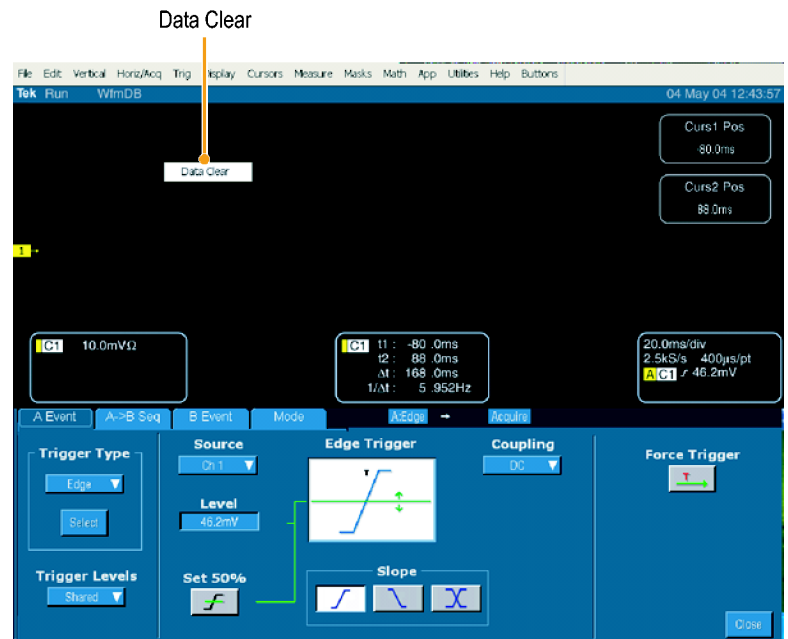 Data Clear
File Edit Vertical Horiz/Acq Trig Display Cursors Measure Masks Math App Utilities Help Buttons
Tek Run WfmDB 04 May 04 12:43:57
Curs1 Pos
-80.0ms
Data Clear
Curs2 Pos
88.0ms
1
C1 10.0mVΩ
C1 t1 : -80 .0ms
t2 : 88 .0ms
Δt : 168 .0ms
1/Δt : 5 .952Hz
20.0ms/div
2.5kS/s 400µs/pt
A C1 46.2mV
A Event A->B Seq B Event Mode A:Edge → Acquire
Trigger Type
Edge
Select
Trigger Levels
Shared
Source
Ch 1
Level
46.2mV
Set 50%
Edge Trigger
T
Slope
Coupling
DC
Force Trigger
T
Close